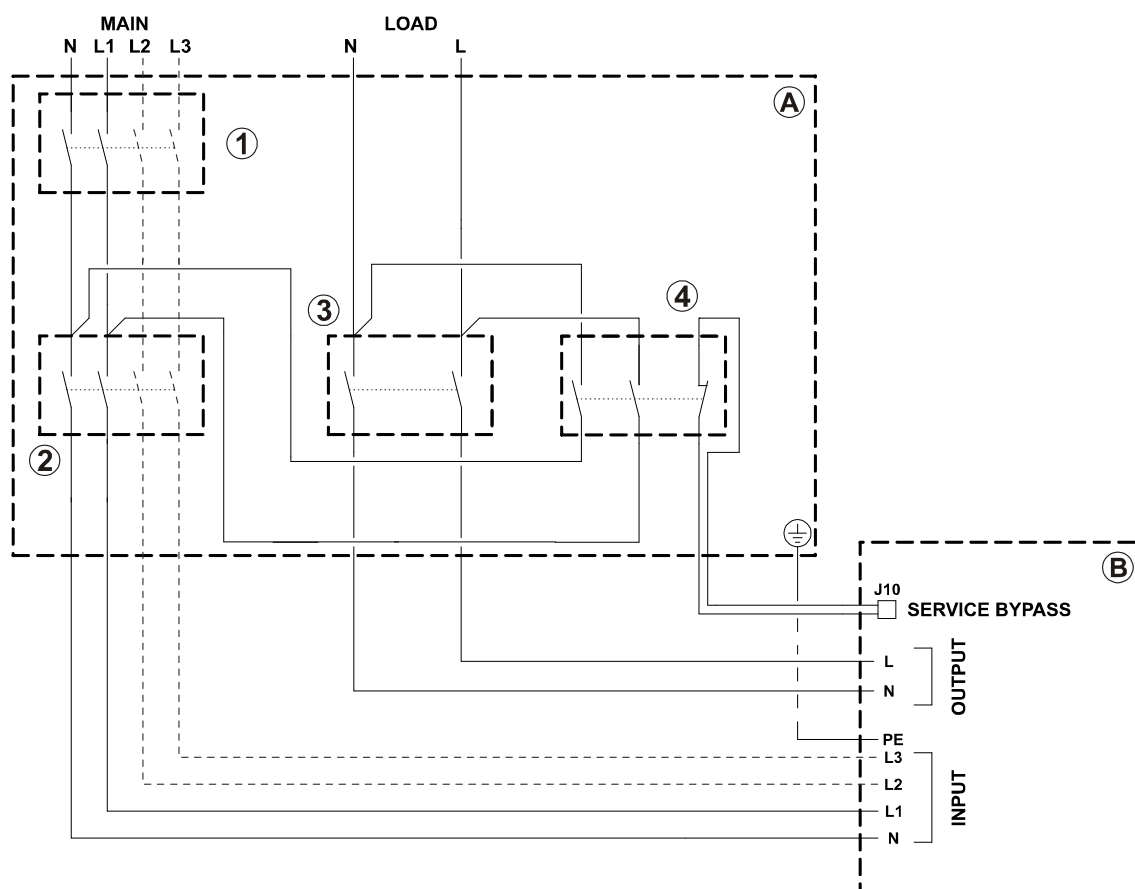 MAIN
LOAD
N L1 L2 L3
N L
A
1
3
4
2
B
J10
SERVICE BYPASS
L
N
OUTPUT
PE
L3
L2
L1
N
INPUT